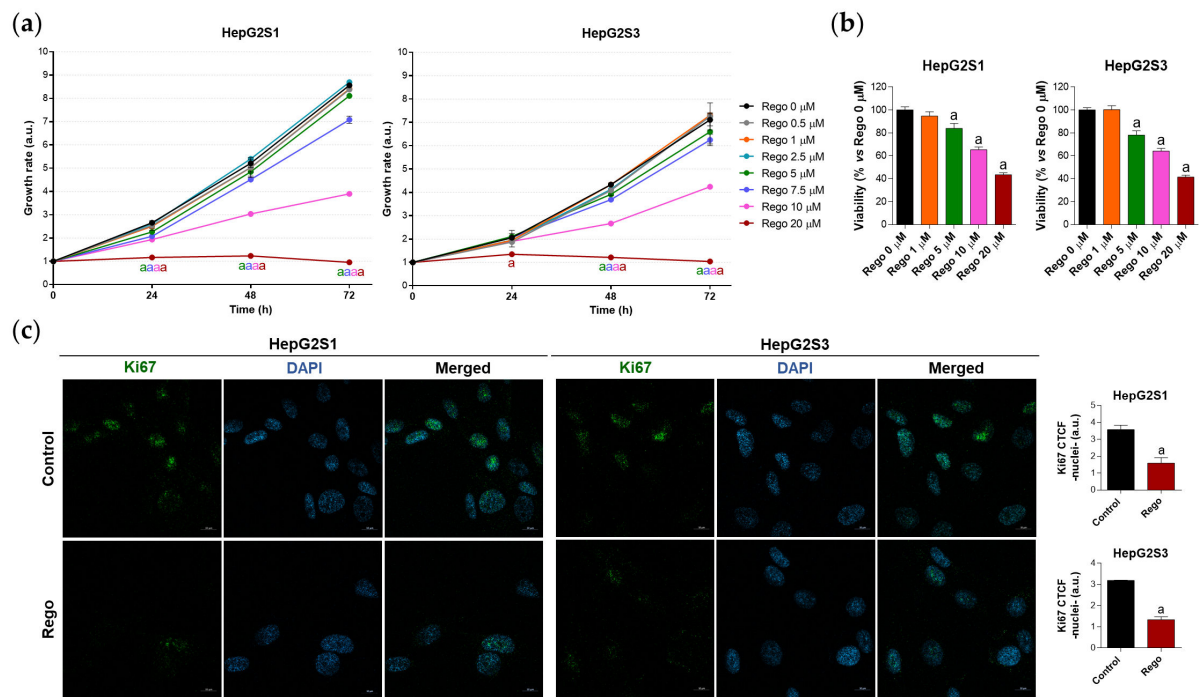 (a)
HepG2S1
Growth rate (a.u.)
10
9
8
7
6
5
4
3
2
1
0
aaaa
aaaa
aaaa
0
24
48
72
Time (h)
HepG2S3
Growth rate (a.u.)
10
9
8
7
6
5
4
3
2
1
0
a
aaaa
aaaa
0
24
48
72
Time (h)
Rego 0 μM
Rego 0.5 μM
Rego 1 μM
Rego 2.5 μM
Rego 5 μM
Rego 7.5 μM
Rego 10 μM
Rego 20 μM
(b)
HepG2S1
Viability (% vs Rego 0 μM)
120
100
80
60
40
20
0
a
a
a
Rego 0 μM
Rego 1 μM
Rego 5 μM
Rego 10 μM
Rego 20 μM
HepG2S3
Viability (% vs Rego 0 μM)
120
100
80
60
40
20
0
a
a
a
Rego 0 μM
Rego 1 μM
Rego 5 μM
Rego 10 μM
Rego 20 μM
(c)
HepG2S1
Ki67
DAPI
Merged
HepG2S3
Ki67
DAPI
Merged
Control
Rego
HepG2S1
Ki67 CTCF
-nuclei- (a.u.)
5
4
3
2
1
0
a
Control
Rego
HepG2S3
Ki67 CTCF
-nuclei- (a.u.)
4
3
2
1
0
a
Control
Rego